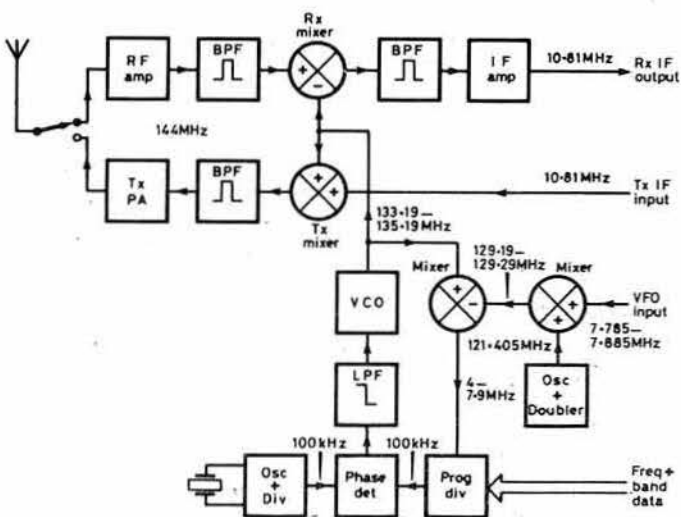 Rx
mixer
RF
amp
BPF
+
-
BPF
IF
amp
10·81MHz
Rx IF
output
144MHz
Tx
PA
BPF
+
+
Tx
mixer
10·81MHz
Tx IF
input
133·19—
135·19MHz
129·19—
129·29MHz
Mixer
+
-
Mixer
+
+
VFO
input
7·785—
7·885MHz
VCO
121·405MHz
Osc
+
Doubler
LPF
4—
7·9MHz
100kHz
100kHz
Osc
+
Div
Phase
det
Prog
div
Freq+
band
data